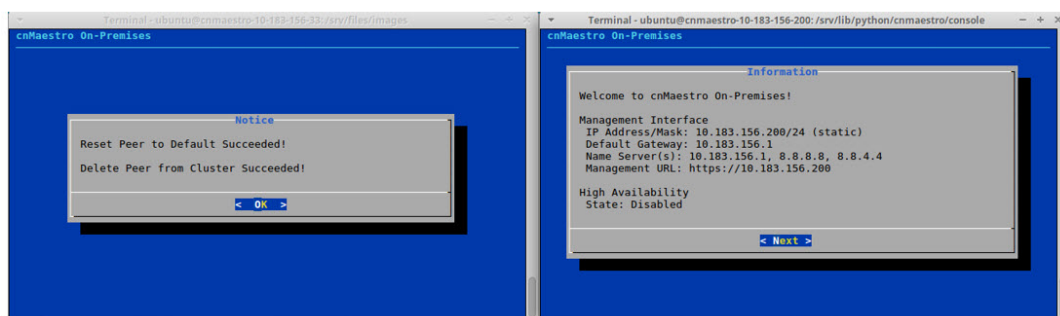 Terminal - ubuntu@cnmaestro-10-183-156-33: /srv/files/images
cnMaestro On-Premises
Notice
Reset Peer to Default Succeeded!
Delete Peer from Cluster Succeeded!
< OK >
Terminal - ubuntu@cnmaestro-10-183-156-200: /srv/lib/python/cnmaestro/console
cnMaestro On-Premises
Information
Welcome to cnMaestro On-Premises!
Management Interface
IP Address/Mask: 10.183.156.200/24 (static)
Default Gateway: 10.183.156.1
Name Server(s): 10.183.156.1, 8.8.8.8, 8.8.4.4
Management URL: https://10.183.156.200
High Availability
State: Disabled
< Next >